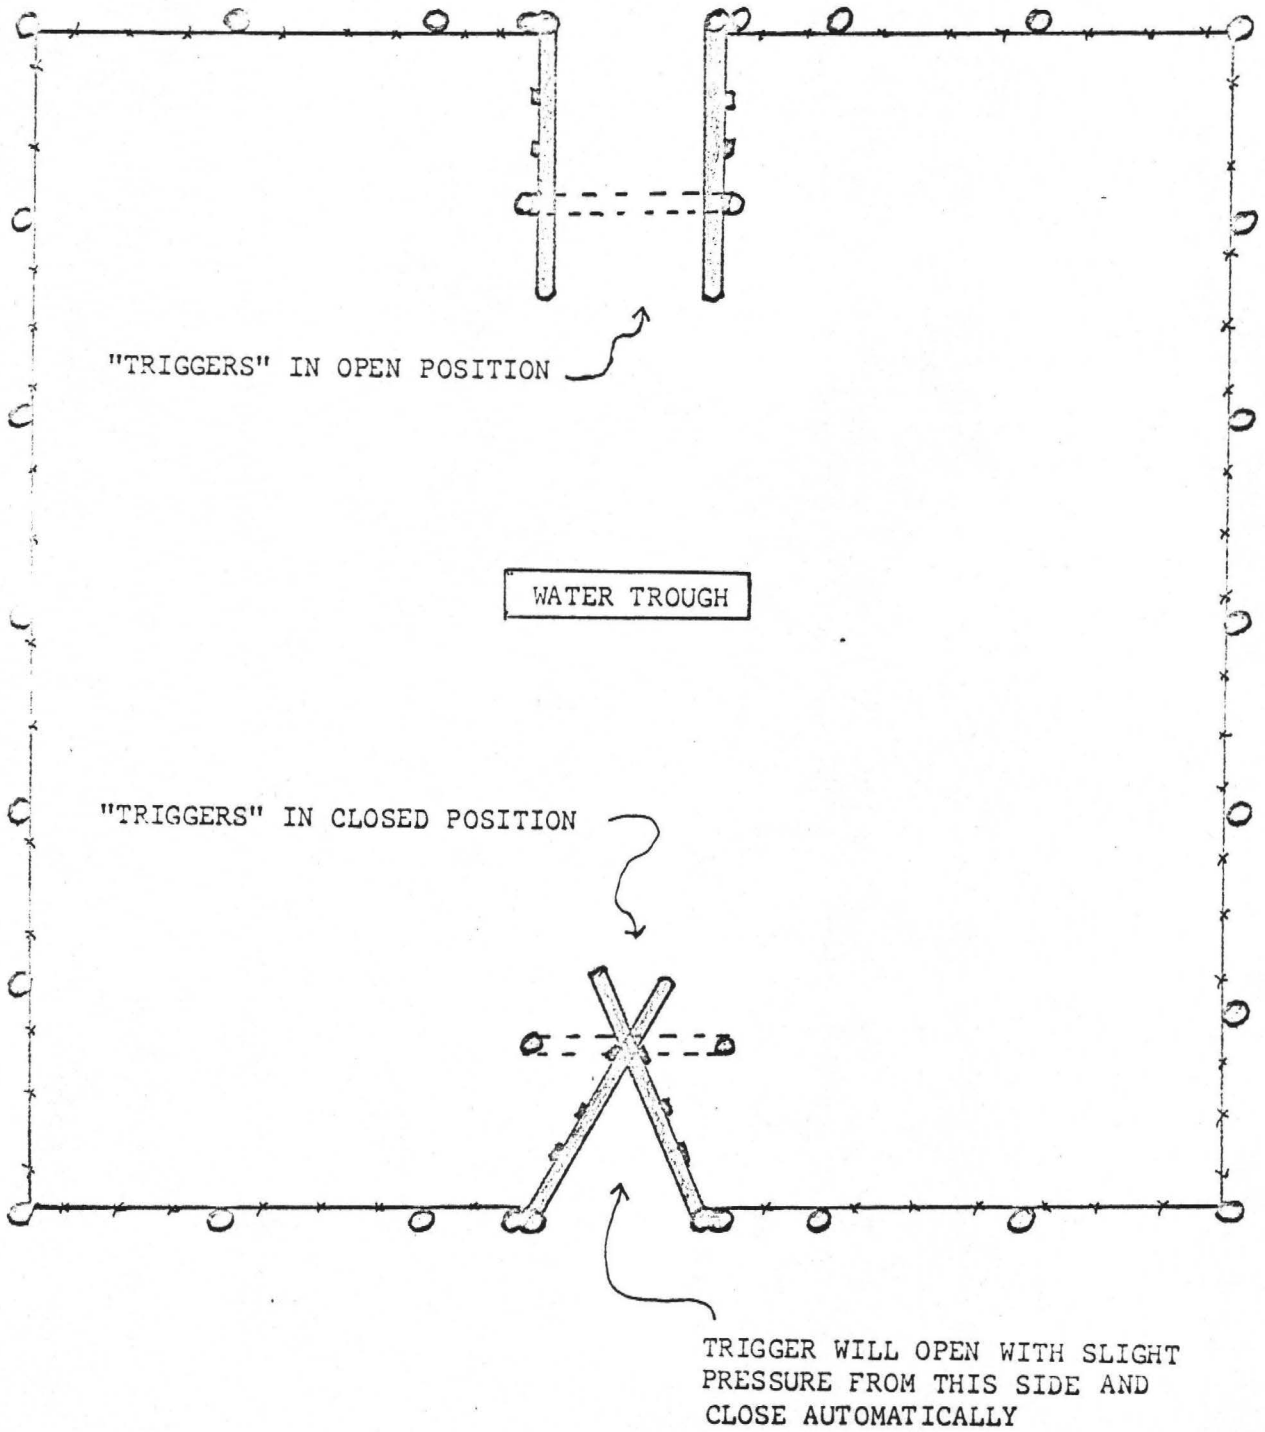 "TRIGGERS" IN OPEN POSITION
WATER TROUGH
"TRIGGERS" IN CLOSED POSITION
TRIGGER WILL OPEN WITH SLIGHT
PRESSURE FROM THIS SIDE AND
CLOSE AUTOMATICALLY